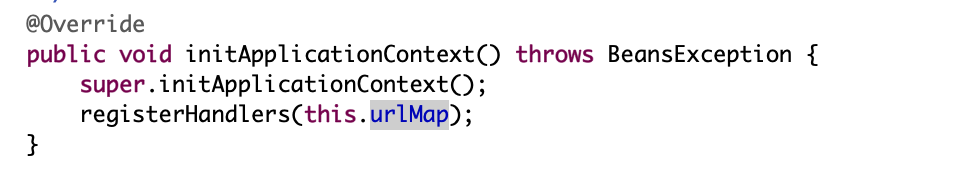 @Override
public void initApplicationContext() throws BeansException {
super.initApplicationContext();
registerHandlers(this.urlMap);
}